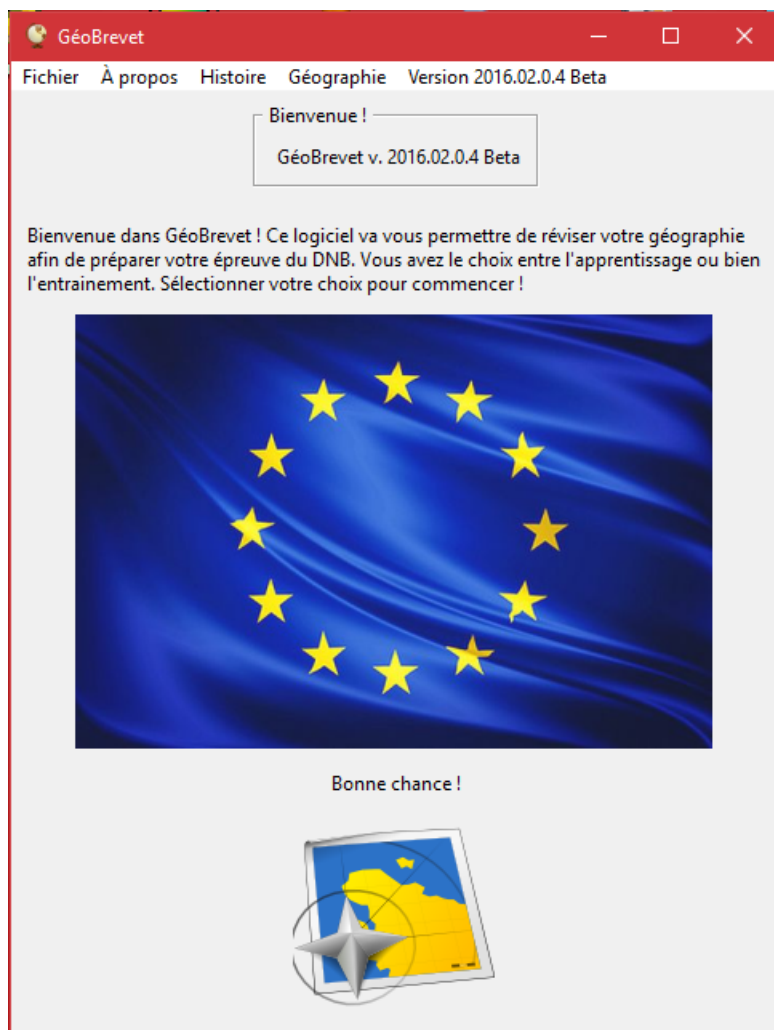 GéoBrevet
Fichier À propos Histoire Géographie Version 2016.02.0.4 Beta
Bienvenue !
GéoBrevet v. 2016.02.0.4 Beta
Bienvenue dans GéoBrevet ! Ce logiciel va vous permettre de réviser votre géographie
afin de préparer votre épreuve du DNB. Vous avez le choix entre l'apprentissage ou bien
l'entrainement. Sélectionner votre choix pour commencer !
Bonne chance !